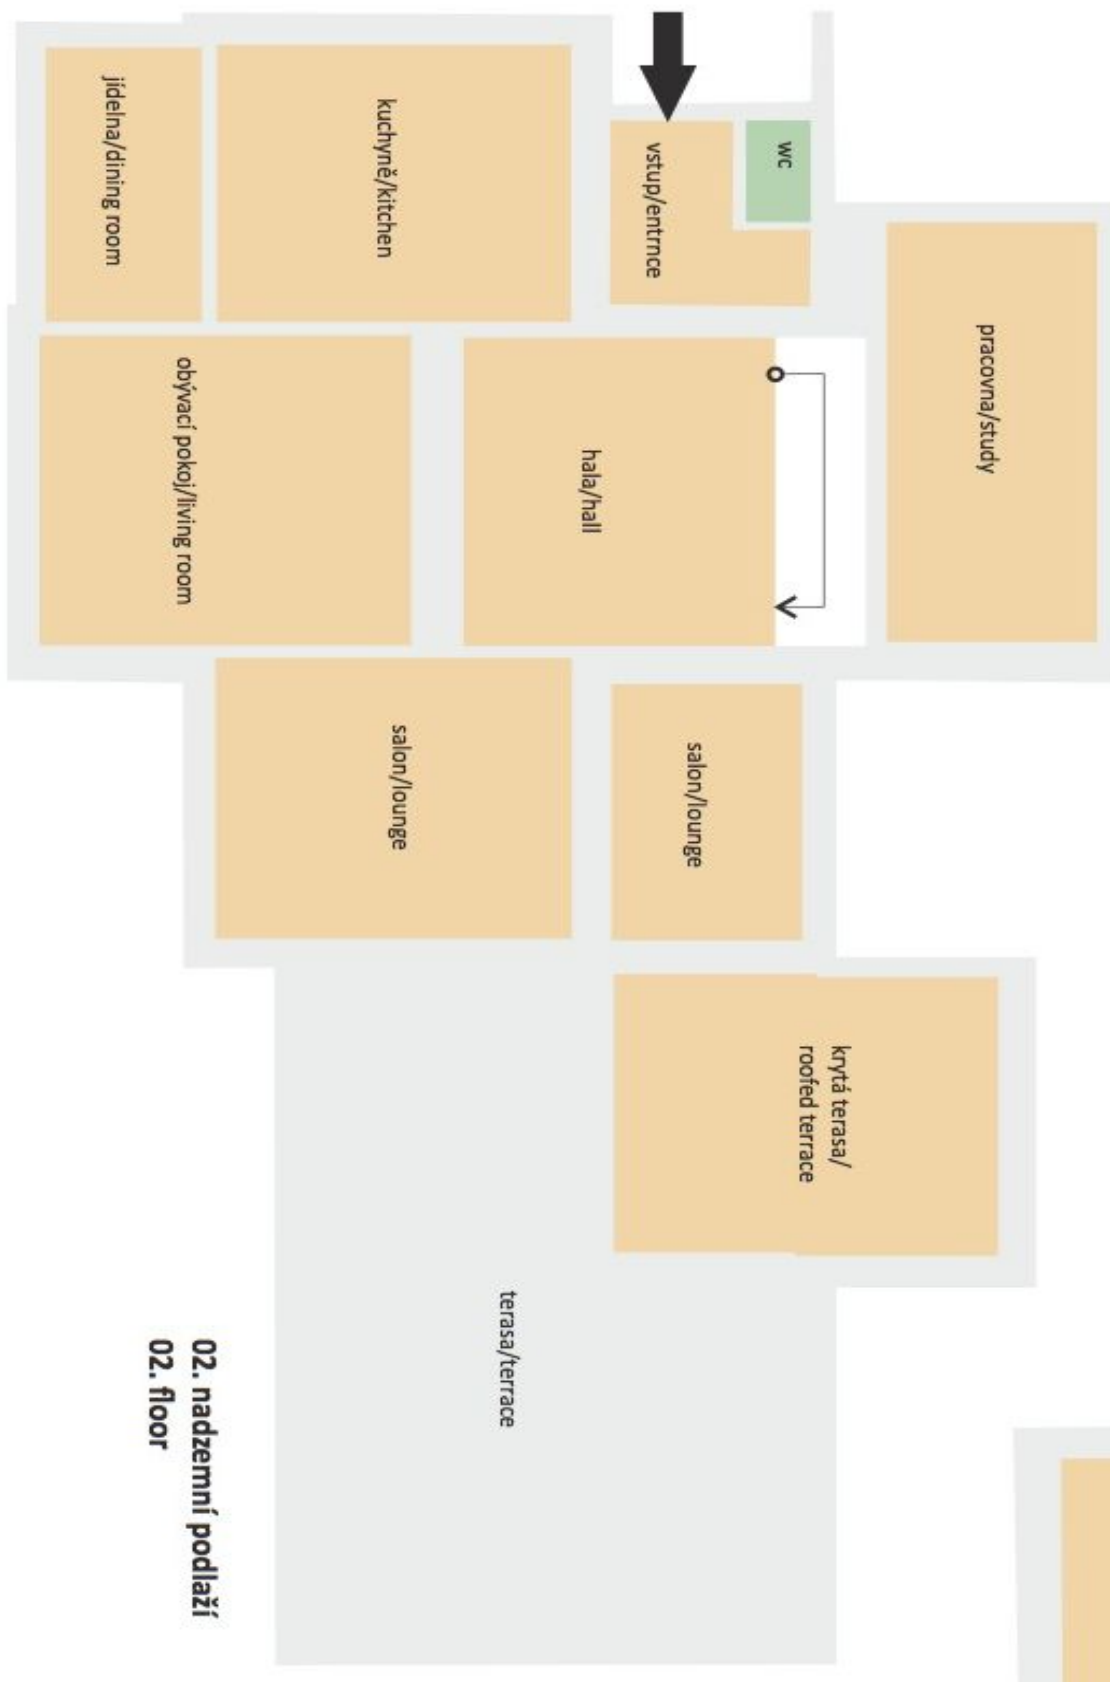 jídelna/dining room
kuchyně/kitchen
vstup/entrnce
wc
pracovna/study
obývací pokoj/living room
hala/hall
salon/lounge
salon/lounge
krytá terasa/
roofed terrace
terasa/terrace
02. nadzemní podlaží
02. floor